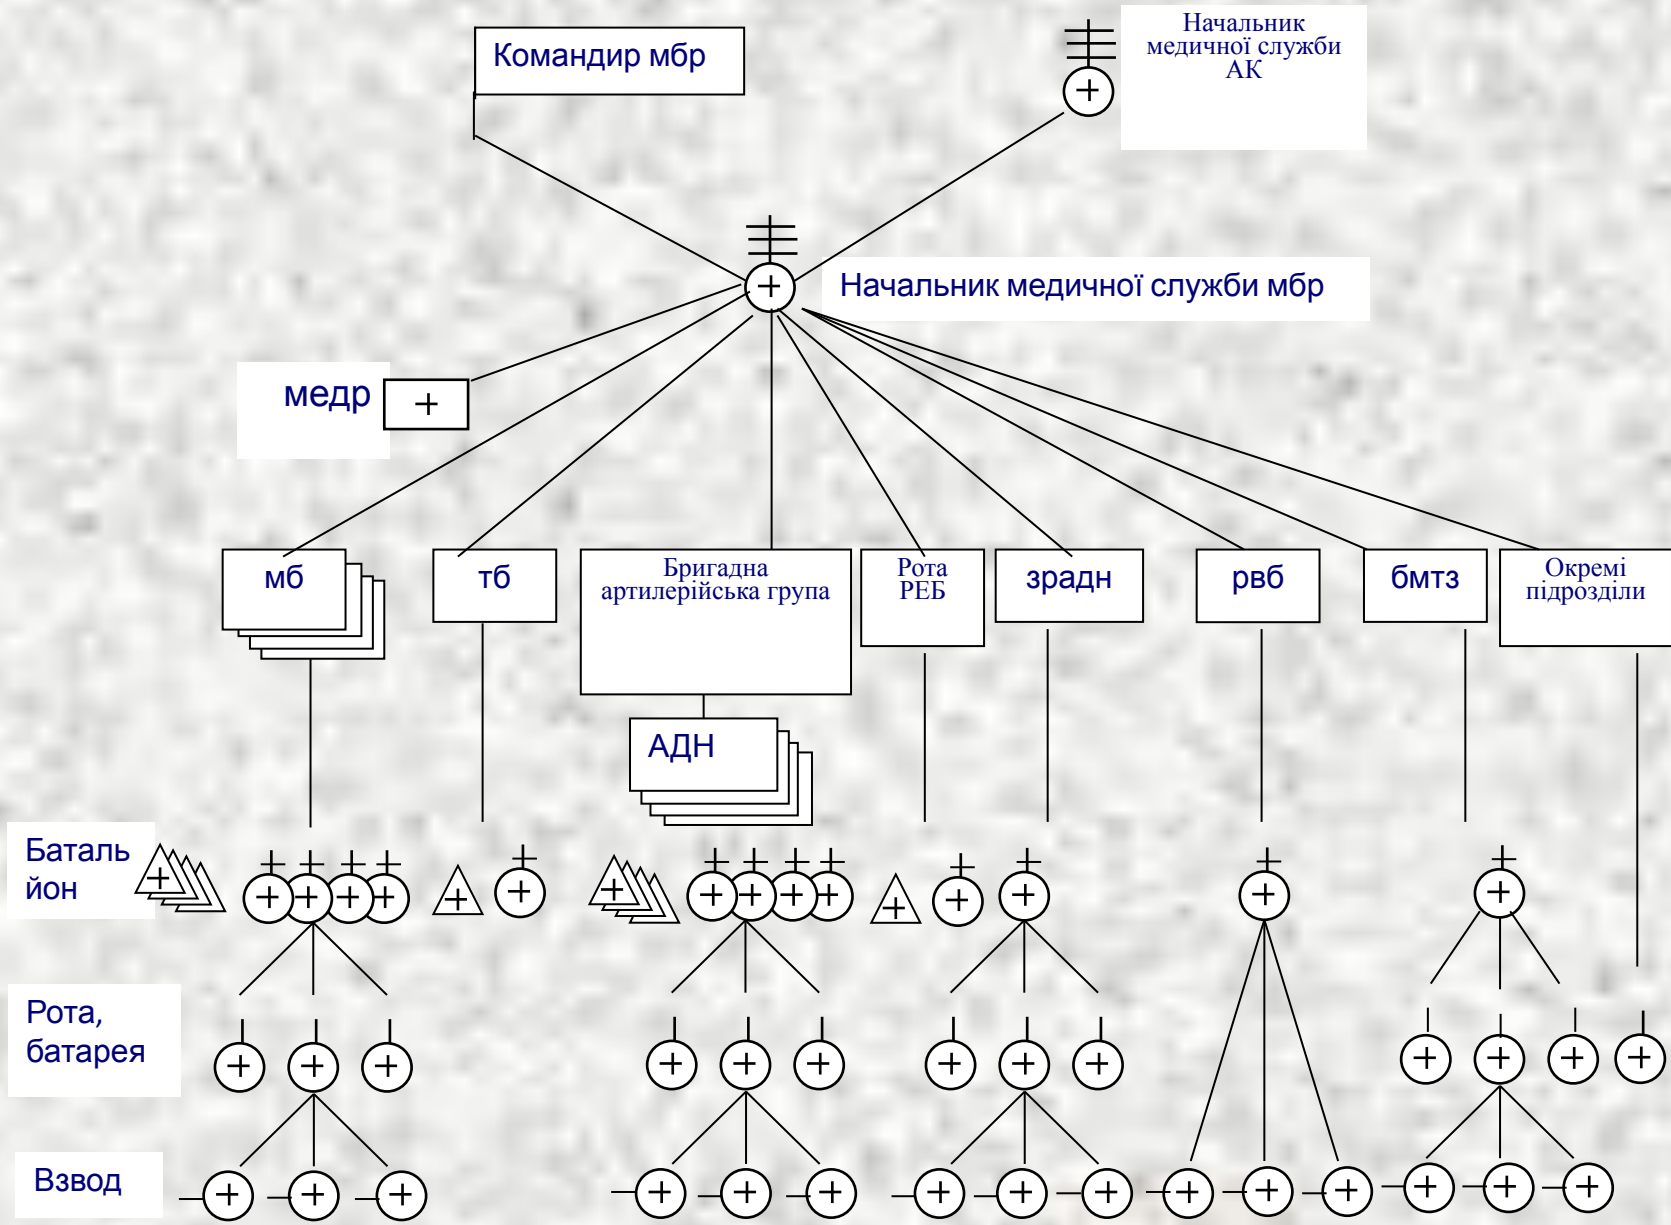 Командир мбр
Начальник
медичної служби
АК
Начальник медичної служби мбр
медр
мб
тб
Бригадна
артилерійська група
Рота
РЕБ
зрадн
рвб
бмтз
Окремі
підрозділи
АДН
Баталь
йон
Рота,
батарея
Взвод